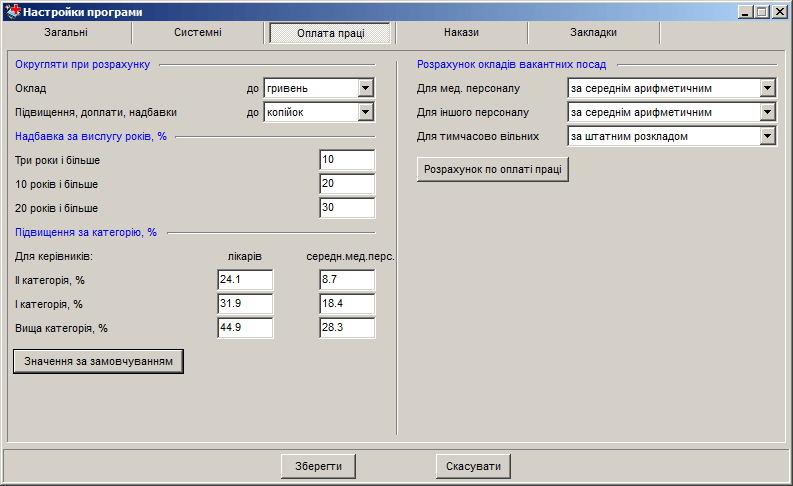 Настройки програми
Загальні Системні Оплата праці Накази Закладки
Округляти при розрахунку
Оклад до гривень
Підвищення, доплати, надбавки до копійок
Надбавка за вислугу років, %
Три роки і більше 10
10 років і більше 20
20 років і більше 30
Підвищення за категорію, %
Для керівників: лікарів середн.мед.перс.
II категорія, % 24.1 8.7
I категорія, % 31.9 18.4
Вища категорія, % 44.9 28.3
Значення за замовчуванням
Розрахунок окладів вакантних посад
Для мед. персоналу за середнім арифметичним
Для іншого персоналу за середнім арифметичним
Для тимчасово вільних за штатним розкладом
Розрахунок по оплаті праці
Зберегти Скасувати